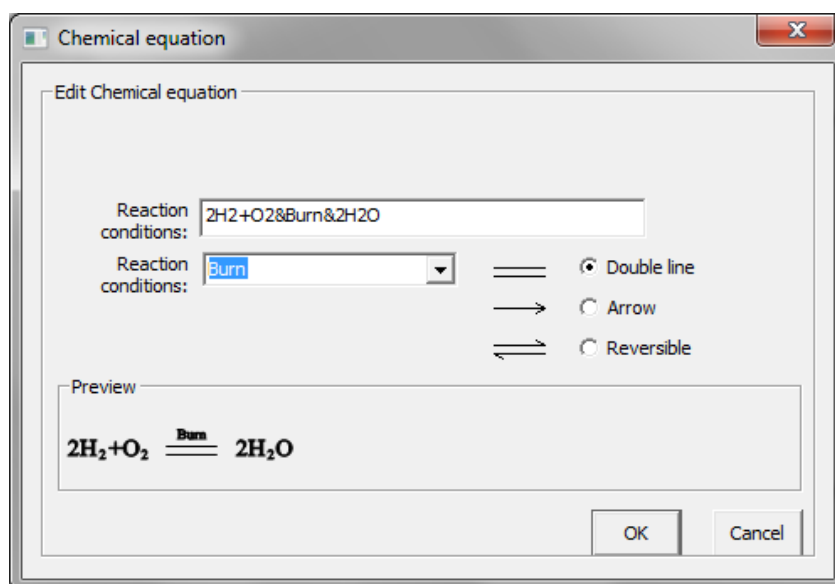 Chemical equation
Edit Chemical equation
Reaction
conditions:
2H2+O2&Burn&2H2O
Reaction
conditions:
Burn
Double line
Arrow
Reversible
Preview
2H₂+O₂ Burn 2H₂O
OK
Cancel